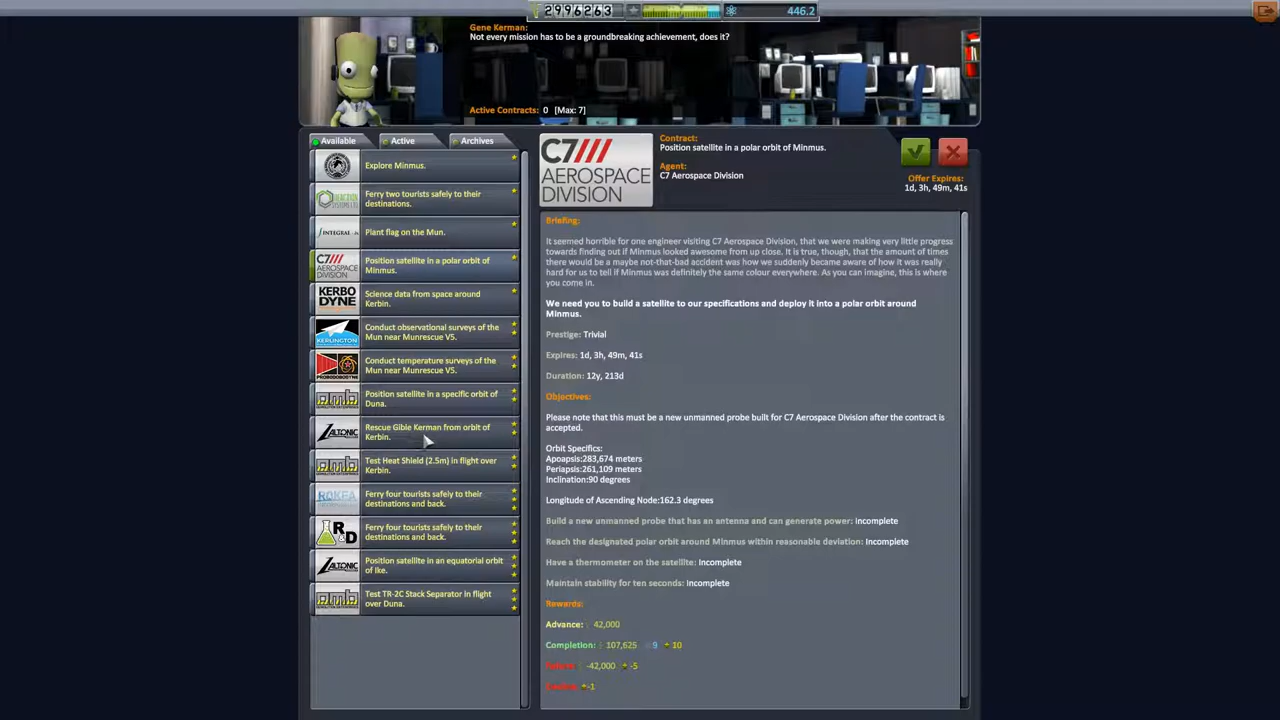 2996263
446.2
Gene Kerman:
Not every mission has to be a groundbreaking achievement, does it?
Active Contracts: 0 [Max: 7]
Available
Active
Archives
Explore Minmus.
Ferry two tourists safely to their
destinations.
INTEGRAL
Plant flag on the Mun.
C7
AEROSPACE
DIVISION
Position satellite in a polar orbit of
Minmus.
KERBO
DYNE
Science data from space around
Kerbin.
KERLINGTON
Conduct observational surveys of the
Mun near Munrescue V5.
PROBODOBODYNE
Conduct temperature surveys of the
Mun near Munrescue V5.
Position satellite in a specific orbit of
Duna.
ZALTONIC
Rescue Gible Kerman from orbit of
Kerbin.
Test Heat Shield (2.5m) in flight over
Kerbin.
ROKEA
Ferry four tourists safely to their
destinations and back.
R&D
Ferry four tourists safely to their
destinations and back.
ZALTONIC
Position satellite in an equatorial orbit
of Ike.
Test TR-2C Stack Separator in flight
over Duna.
C7
AEROSPACE
DIVISION
Contract:
Position satellite in a polar orbit of Minmus.
Agent:
C7 Aerospace Division
Offer Expires:
1d, 3h, 49m, 41s
Briefing:
It seemed horrible for one engineer visiting C7 Aerospace Division, that we were making very little progress
towards finding out if Minmus looked awesome from up close. It is true, though, that the amount of times
there would be a maybe not-that-bad accident was how we suddenly became aware of how it was really
hard for us to tell if Minmus was definitely the same colour everywhere. As you can imagine, this is where
you come in.
We need you to build a satellite to our specifications and deploy it into a polar orbit around
Minmus.
Prestige: Trivial
Expires: 1d, 3h, 49m, 41s
Duration: 12y, 213d
Objectives:
Please note that this must be a new unmanned probe built for C7 Aerospace Division after the contract is
accepted.
Orbit Specifics:
Apoapsis:283,674 meters
Periapsis:261,109 meters
Inclination:90 degrees
Longitude of Ascending Node:162.3 degrees
Build a new unmanned probe that has an antenna and can generate power: Incomplete
Reach the designated polar orbit around Minmus within reasonable deviation: Incomplete
Have a thermometer on the satellite: Incomplete
Maintain stability for ten seconds: Incomplete
Rewards:
Advance: 42,000
Completion: 107,625 9 10
Failure: -42,000 -5
-1